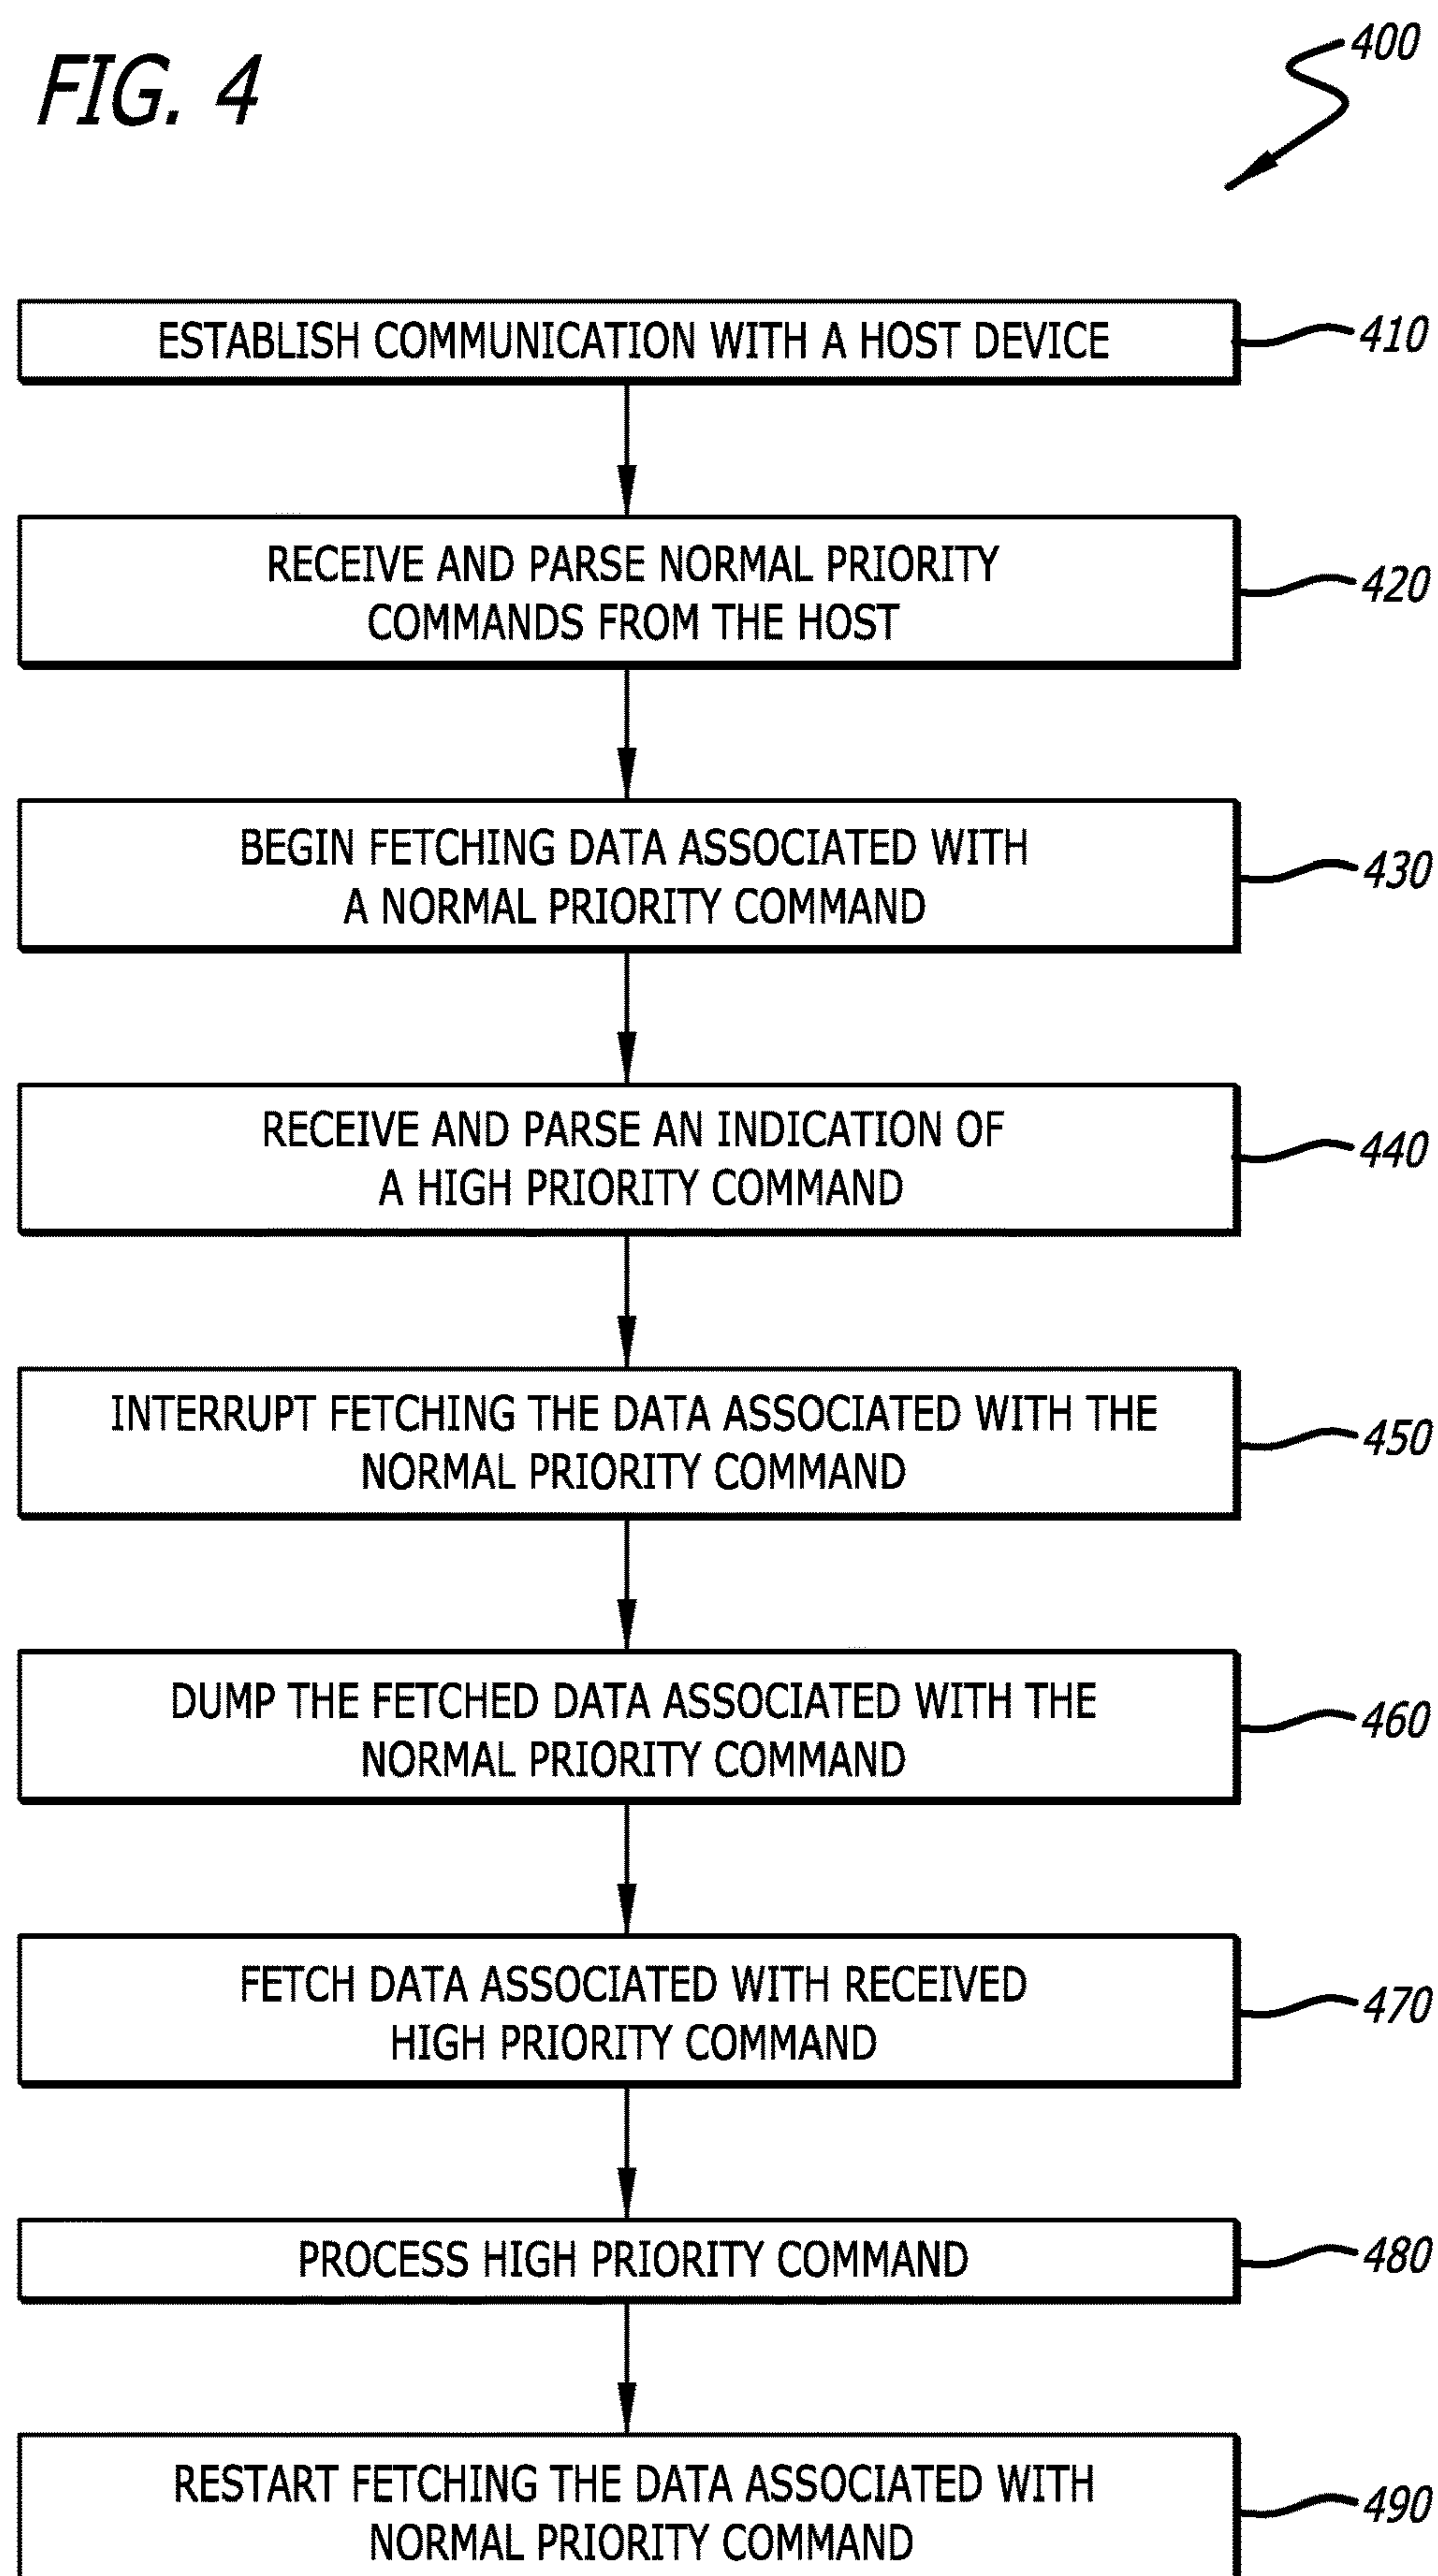 FIG. 4
400
ESTABLISH COMMUNICATION WITH A HOST DEVICE
410
RECEIVE AND PARSE NORMAL PRIORITY
COMMANDS FROM THE HOST
420
BEGIN FETCHING DATA ASSOCIATED WITH
A NORMAL PRIORITY COMMAND
430
RECEIVE AND PARSE AN INDICATION OF
A HIGH PRIORITY COMMAND
440
INTERRUPT FETCHING THE DATA ASSOCIATED WITH THE
NORMAL PRIORITY COMMAND
450
DUMP THE FETCHED DATA ASSOCIATED WITH THE
NORMAL PRIORITY COMMAND
460
FETCH DATA ASSOCIATED WITH RECEIVED
HIGH PRIORITY COMMAND
470
PROCESS HIGH PRIORITY COMMAND
480
RESTART FETCHING THE DATA ASSOCIATED WITH
NORMAL PRIORITY COMMAND
490